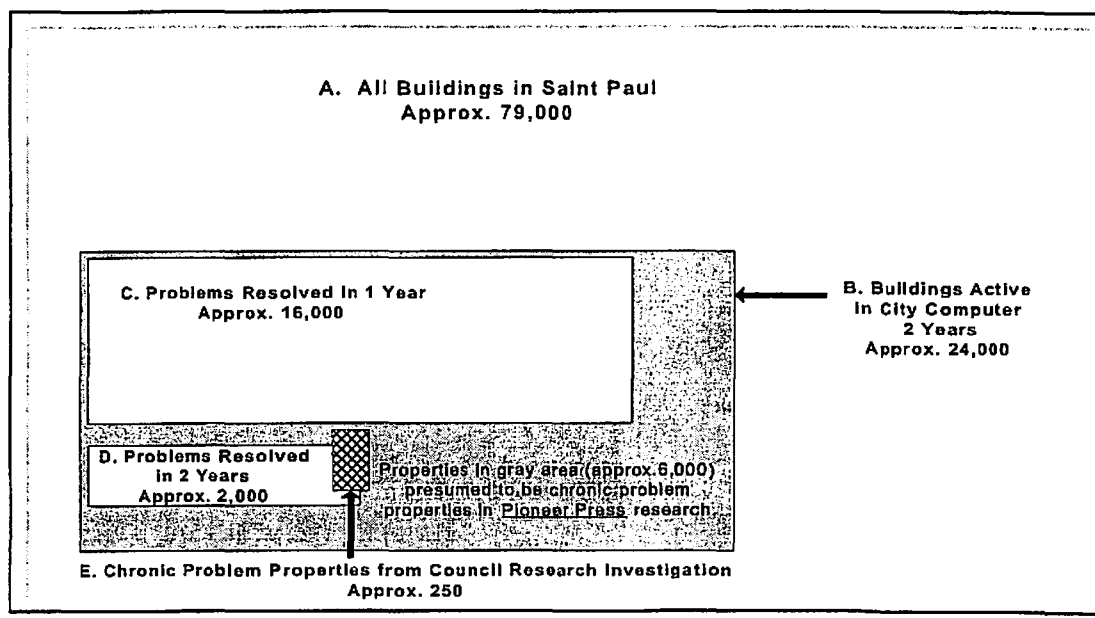 A. All Buildings in Saint Paul
Approx. 79,000
C. Problems Resolved in 1 Year
Approx. 16,000
B. Buildings Active
in City Computer
2 Years
Approx. 24,000
D. Problems Resolved
in 2 Years
Approx. 2,000
Properties in gray area (approx. 6,000)
presumed to be chronic problem
properties in Pioneer Press research
E. Chronic Problem Properties from Council Research Investigation
Approx. 250